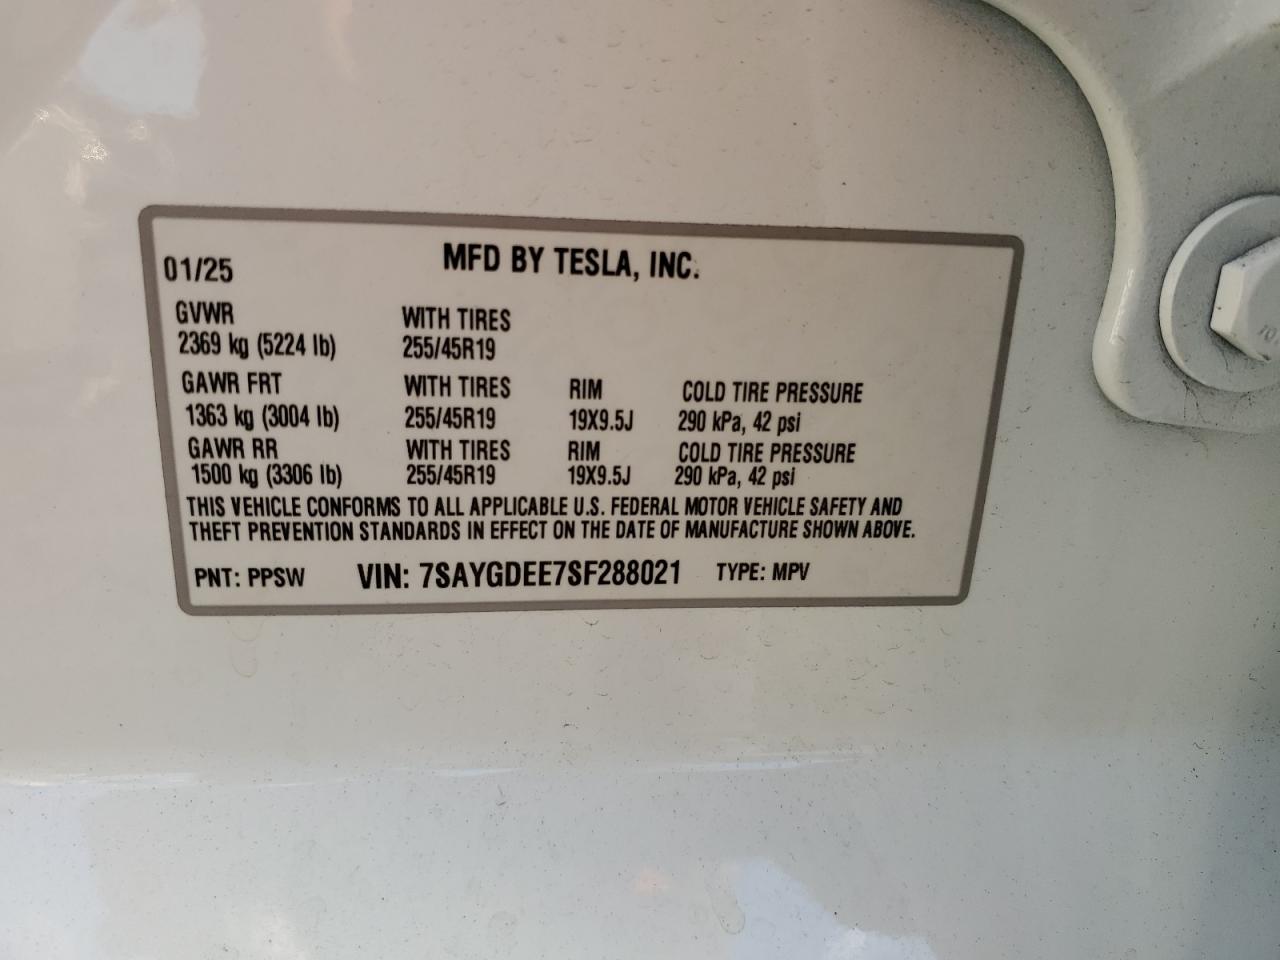 01/25 MFD BY TESLA, INC.
GVWR WITH TIRES
2369 kg (5224 lb) 255/45R19
GAWR FRT WITH TIRES RIM COLD TIRE PRESSURE
1363 kg (3004 lb) 255/45R19 19X9.5J 290 kPa, 42 psi
GAWR RR WITH TIRES RIM COLD TIRE PRESSURE
1500 kg (3306 lb) 255/45R19 19X9.5J 290 kPa, 42 psi
THIS VEHICLE CONFORMS TO ALL APPLICABLE U.S. FEDERAL MOTOR VEHICLE SAFETY AND
THEFT PREVENTION STANDARDS IN EFFECT ON THE DATE OF MANUFACTURE SHOWN ABOVE.
PNT: PPSW VIN: 7SAYGDEE7SF288021 TYPE: MPV